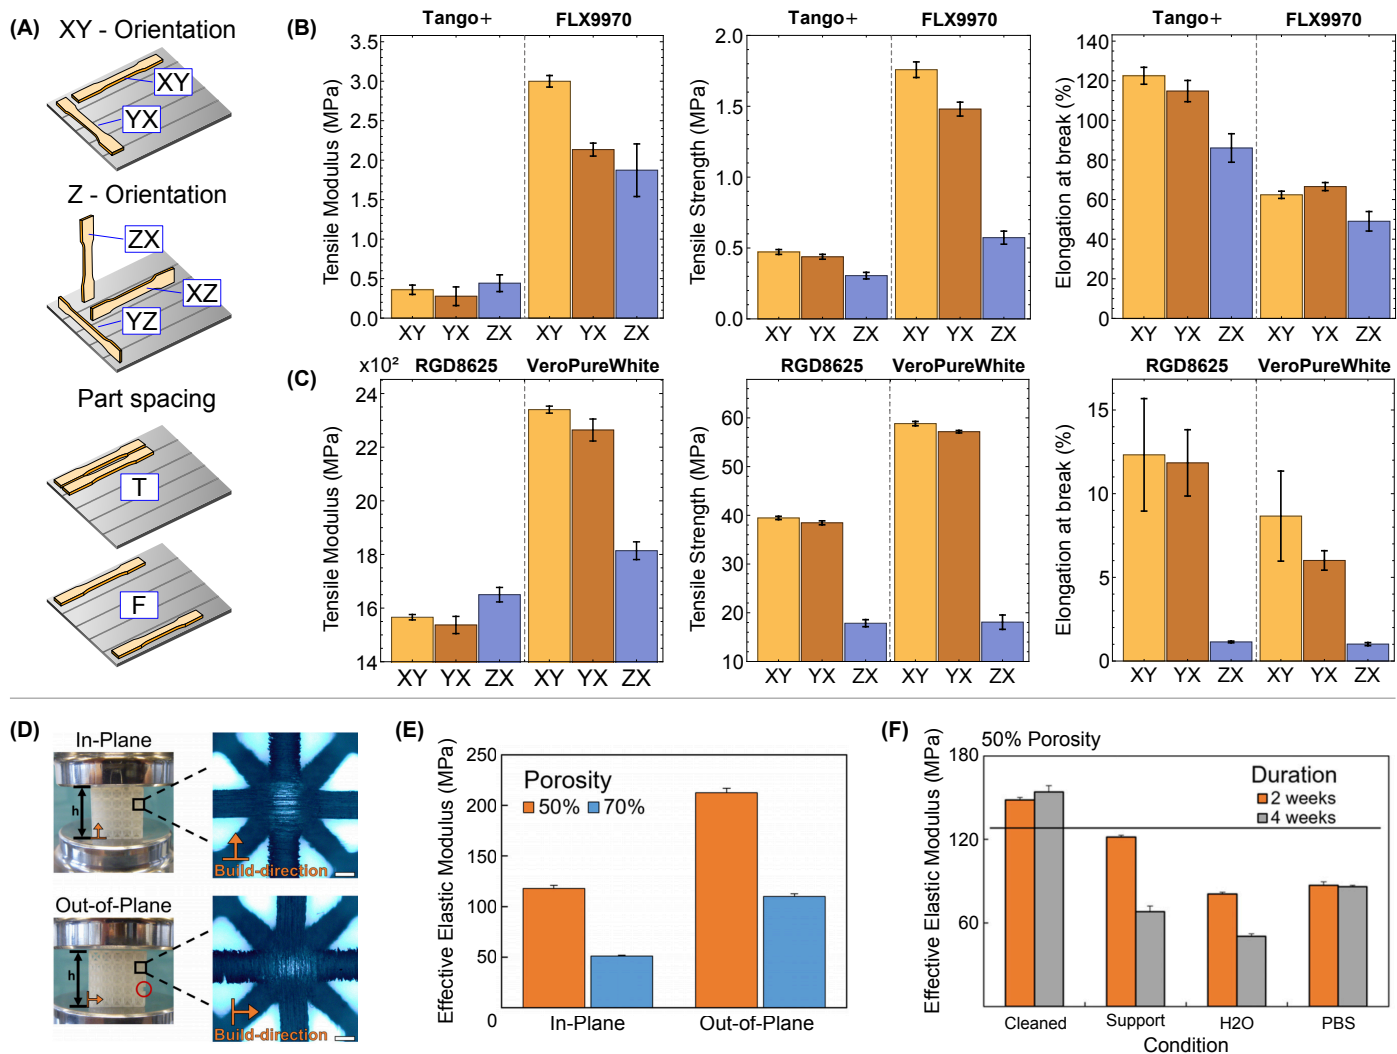 (A)
XY - Orientation
XY
YX
Z - Orientation
ZX
XZ
YZ
Part spacing
T
F
(B)
Tango+ FLX9970
Tensile Modulus (MPa)
3.5
3.0
2.5
2.0
1.5
1.0
0.5
0.0
XY YX ZX XY YX ZX
Tango+ FLX9970
Tensile Strength (MPa)
2.0
1.5
1.0
0.5
0.0
XY YX ZX XY YX ZX
Tango+ FLX9970
Elongation at break (%)
140
120
100
80
60
40
20
0
XY YX ZX XY YX ZX
(C)
x10²
RGD8625 VeroPureWhite
Tensile Modulus (MPa)
24
22
20
18
16
14
XY YX ZX XY YX ZX
RGD8625 VeroPureWhite
Tensile Strength (MPa)
60
50
40
30
20
10
XY YX ZX XY YX ZX
RGD8625 VeroPureWhite
Elongation at break (%)
15
10
5
0
XY YX ZX XY YX ZX
(D)
In-Plane
h
Build-direction
Out-of-Plane
h
Build-direction
(E)
Effective Elastic Modulus (MPa)
250
200
150
100
50
0
Porosity
50% 70%
In-Plane Out-of-Plane
(F)
50% Porosity
Effective Elastic Modulus (MPa)
180
120
60
Duration
2 weeks
4 weeks
Cleaned Support H2O PBS
Condition